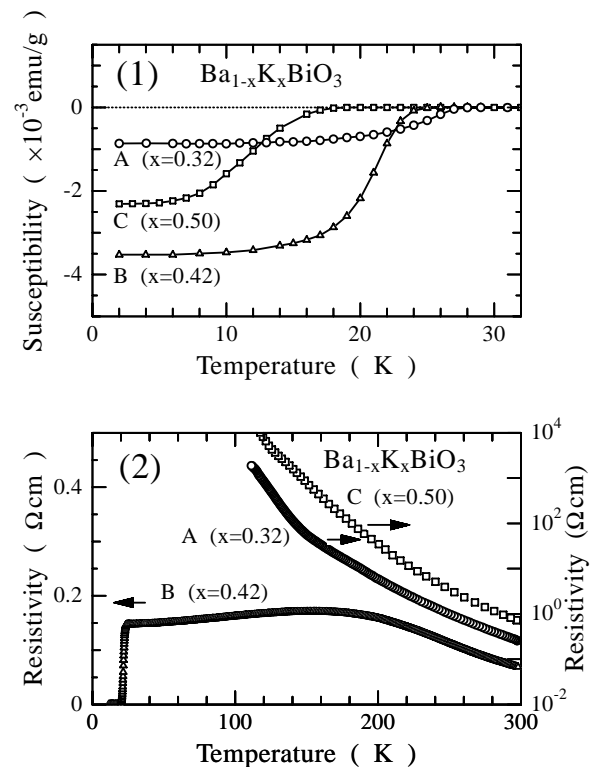 (1) Ba₁₋ₓKₓBiO₃
0
-2
-4
Susceptibility ( ×10⁻³ emu/g )
A (x=0.32)
C (x=0.50)
B (x=0.42)
0 10 20 30
Temperature ( K )
(2) Ba₁₋ₓKₓBiO₃
0.4
0.2
0
Resistivity ( Ωcm )
C (x=0.50)
A (x=0.32)
B (x=0.42)
10⁴
10²
10⁰
10⁻²
Resistivity (Ωcm)
0 100 200 300
Temperature ( K )